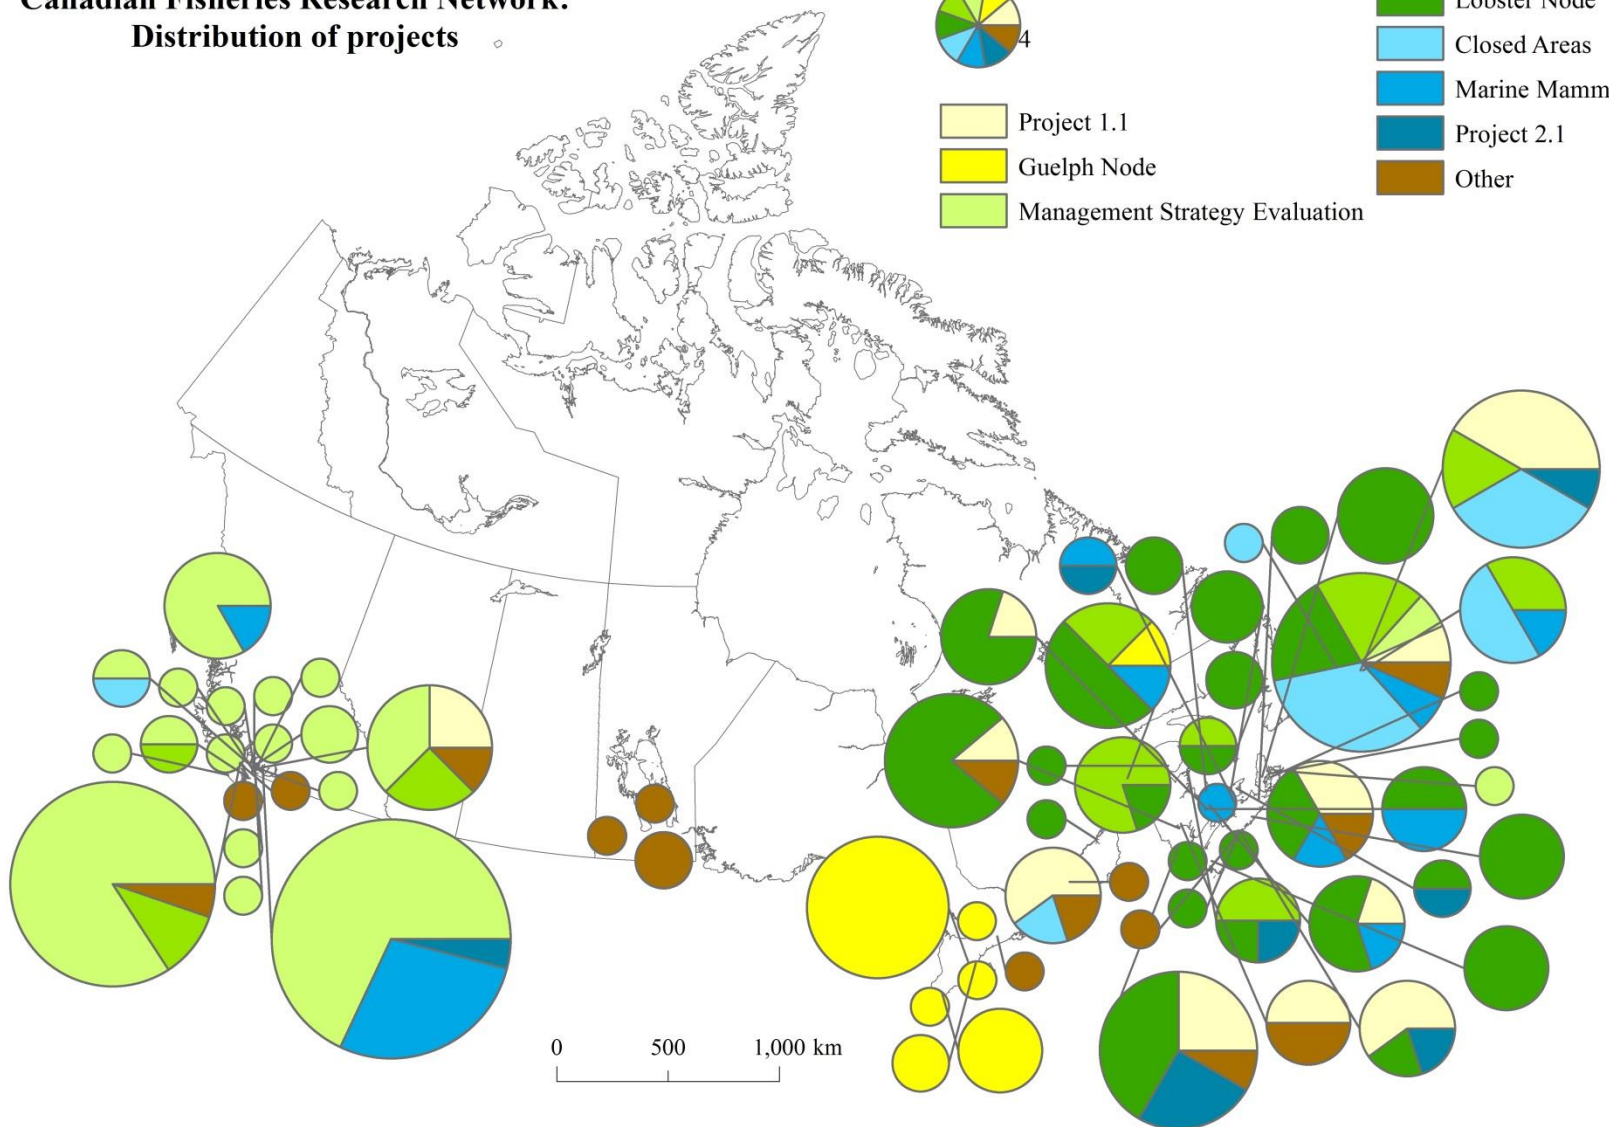 Canadian Fisheries Research Network:
Distribution of projects
4
Project 1.1
Guelph Node
Management Strategy Evaluation
Lobster Node
Closed Areas
Marine Mamm
Project 2.1
Other
0 500 1,000 km